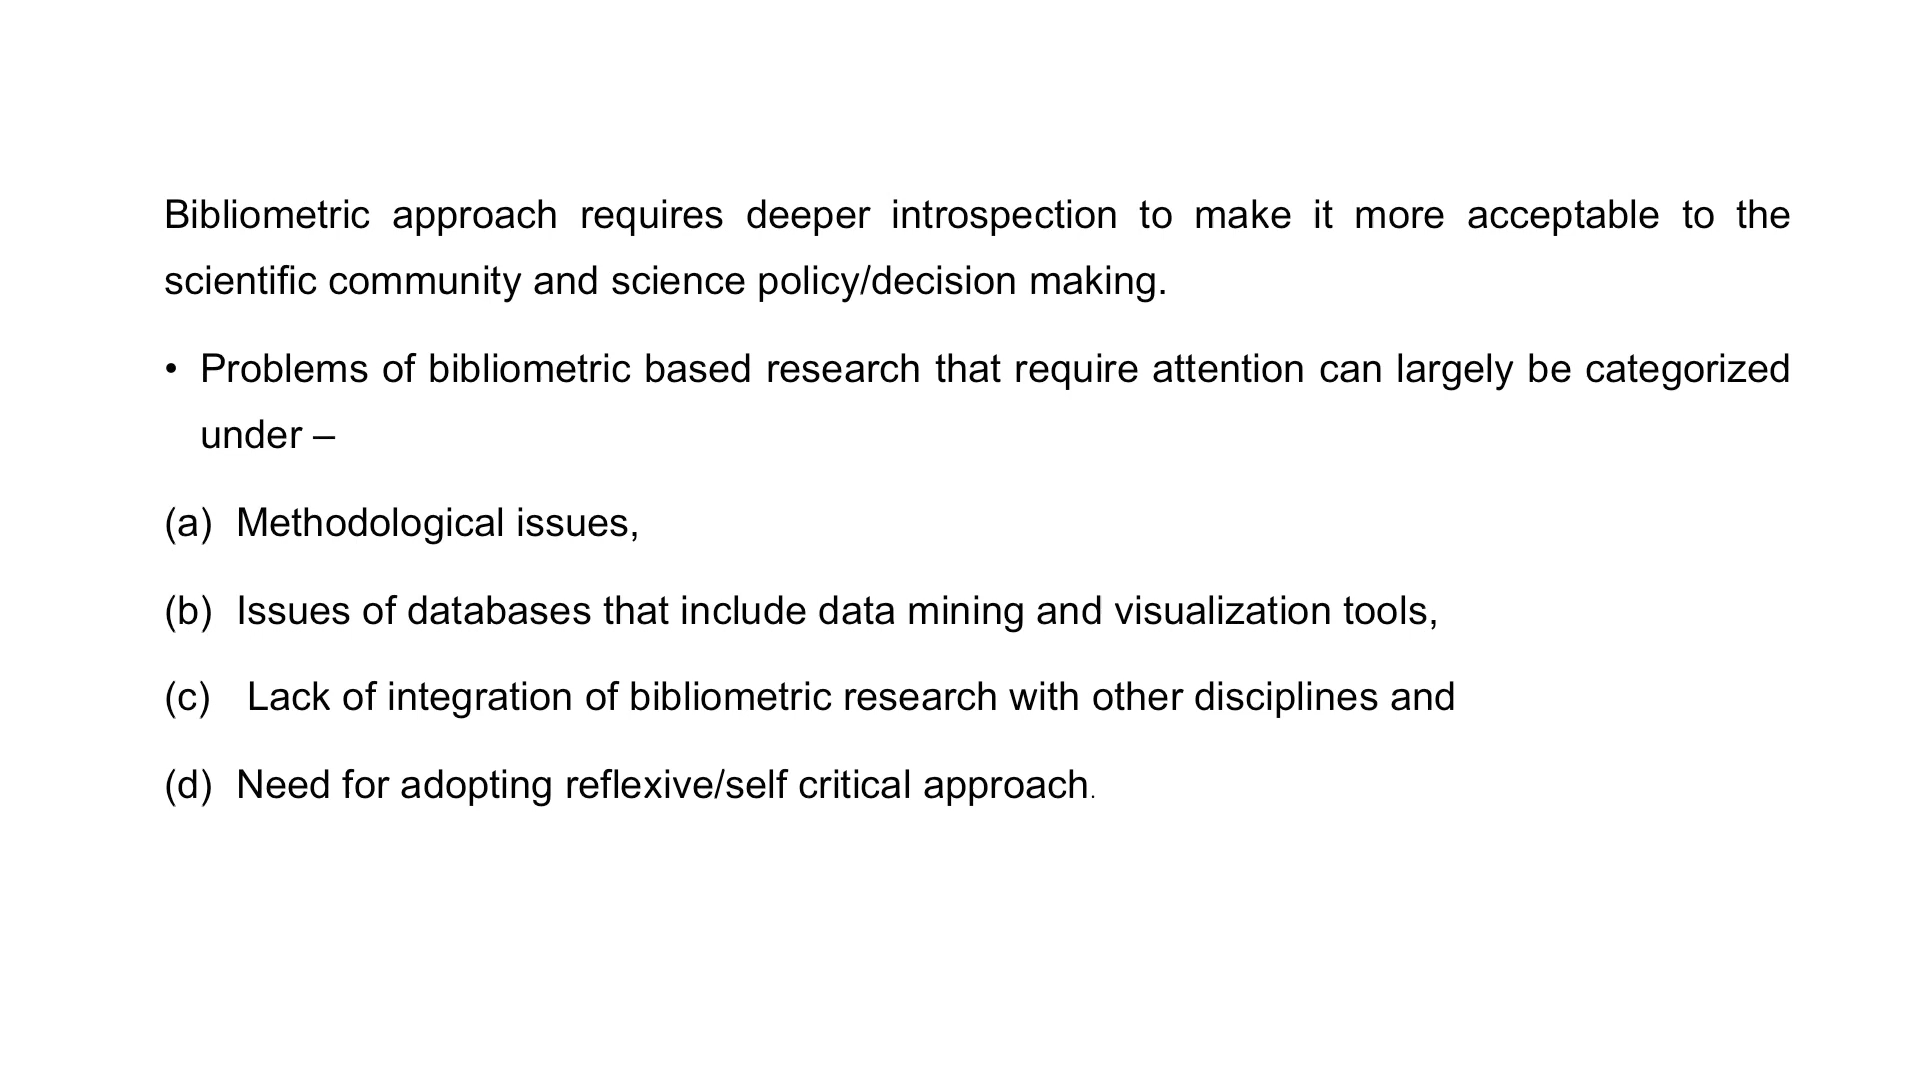 Bibliometric approach requires deeper introspection to make it more acceptable to the
scientific community and science policy/decision making.
• Problems of bibliometric based research that require attention can largely be categorized
under –
(a) Methodological issues,
(b) Issues of databases that include data mining and visualization tools,
(c) Lack of integration of bibliometric research with other disciplines and
(d) Need for adopting reflexive/self critical approach.